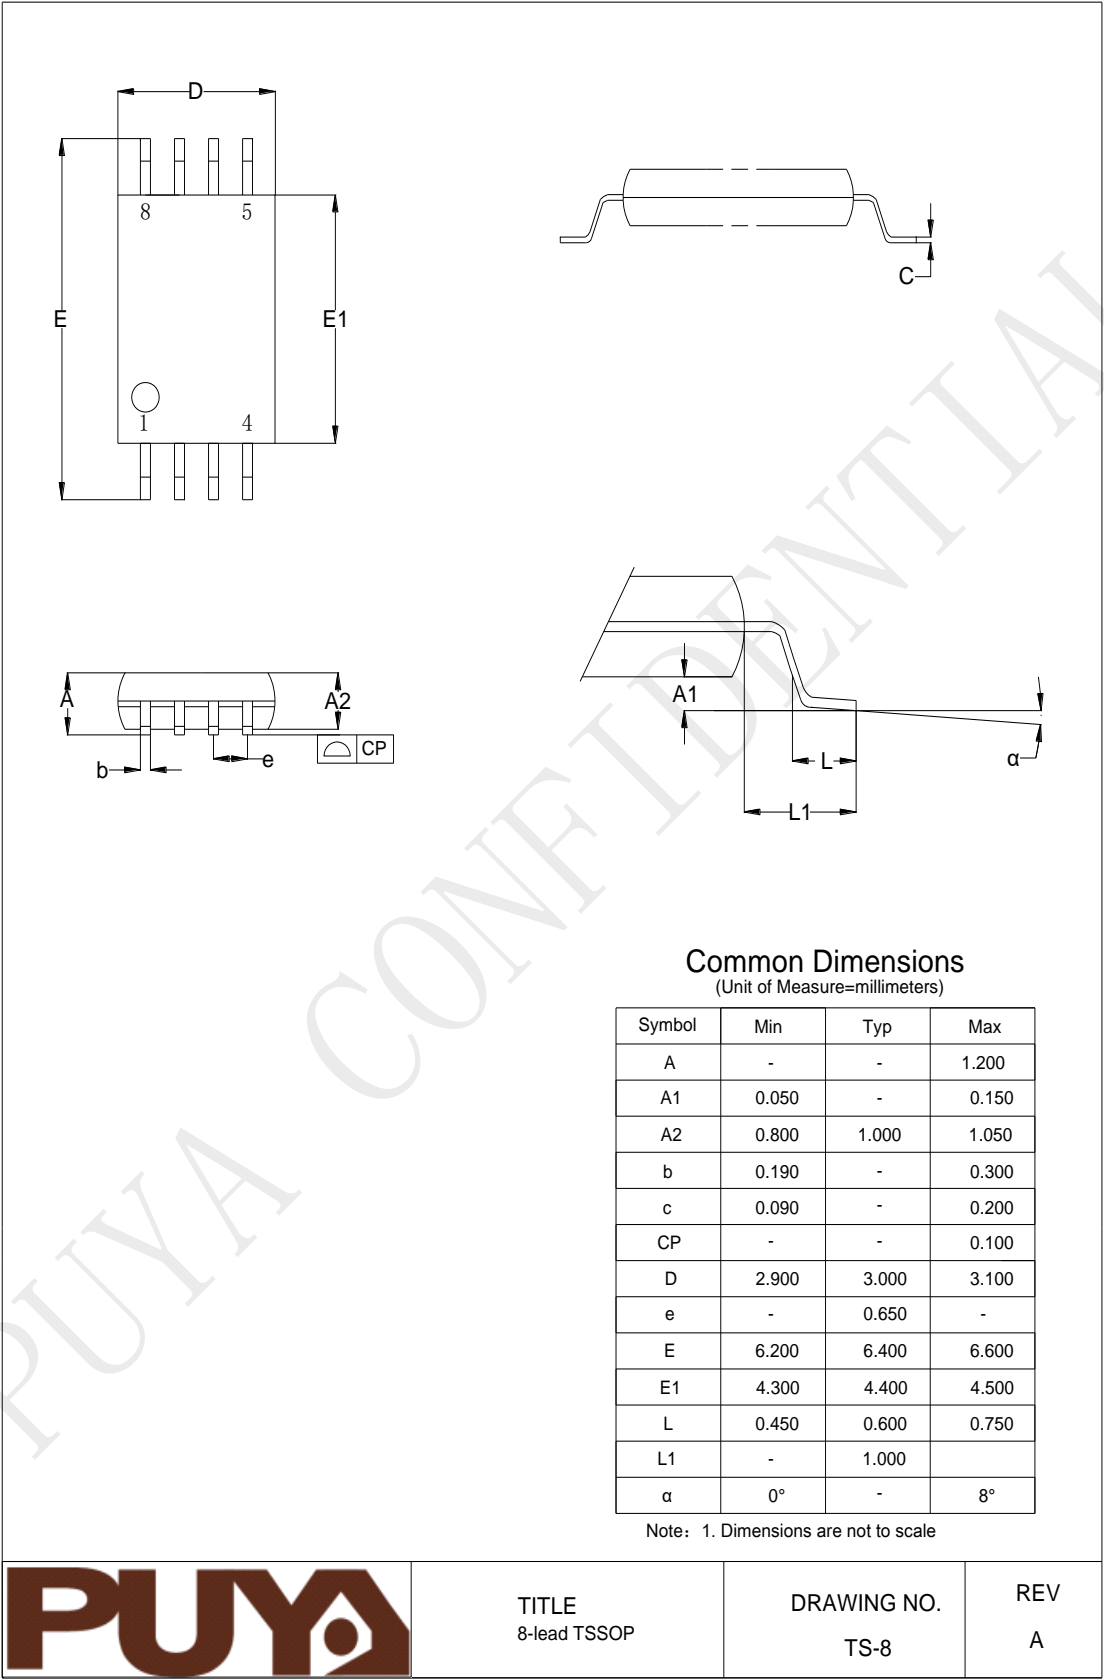 D
8 5
E
E1
1 4
C
A
A2
b
e
CP
A1
L
α
L1
PUYA CONFIDENTIAL
Common Dimensions
(Unit of Measure=millimeters)
Symbol Min Typ Max
A - - 1.200
A1 0.050 - 0.150
A2 0.800 1.000 1.050
b 0.190 - 0.300
c 0.090 - 0.200
CP - - 0.100
D 2.900 3.000 3.100
e - 0.650 -
E 6.200 6.400 6.600
E1 4.300 4.400 4.500
L 0.450 0.600 0.750
L1 - 1.000
α 0° - 8°
Note：1. Dimensions are not to scale
PUYA
TITLE
8-lead TSSOP
DRAWING NO.
TS-8
REV
A